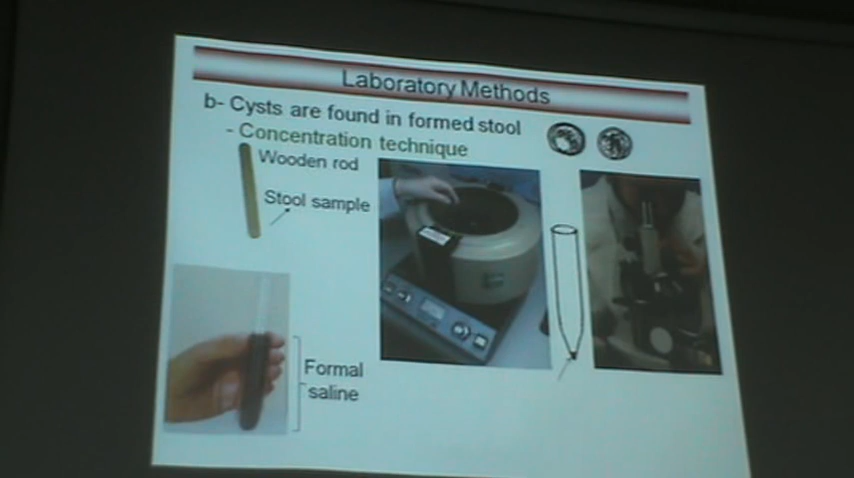 Laboratory Methods
b- Cysts are found in formed stool
- Concentration technique
Wooden rod
Stool sample
Formal
saline